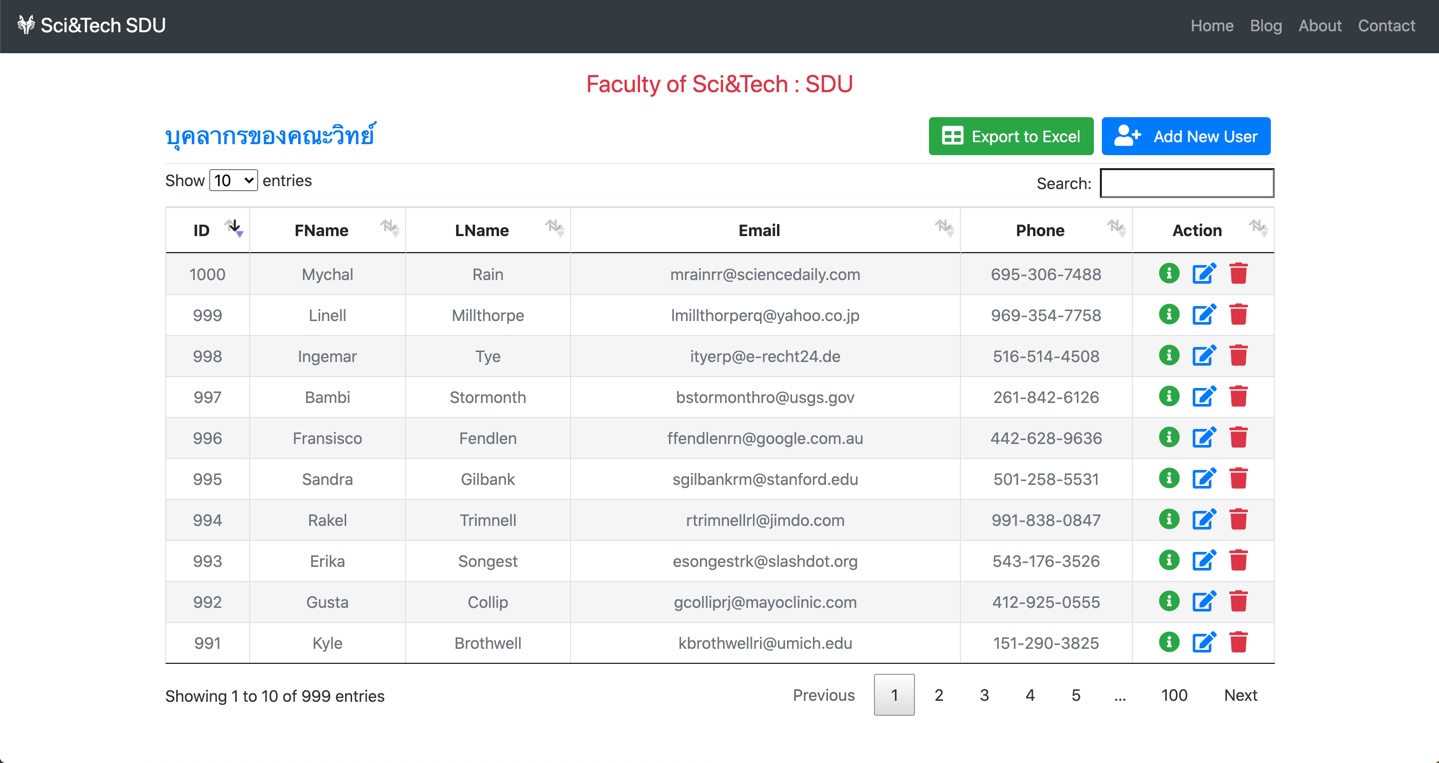 Sci&Tech SDU Home Blog About Contact
Faculty of Sci&Tech : SDU
บุคลากรของคณะวิทย์ Export to Excel Add New User
Show 10 entries Search:
ID FName LName Email Phone Action
1000 Mychal Rain mrainrr@sciencedaily.com 695-306-7488
999 Linell Millthorpe lmillthorperq@yahoo.co.jp 969-354-7758
998 Ingemar Tye ityerp@e-recht24.de 516-514-4508
997 Bambi Stormonth bstormonthro@usgs.gov 261-842-6126
996 Fransisco Fendlen ffendlenrn@google.com.au 442-628-9636
995 Sandra Gilbank sgilbankrm@stanford.edu 501-258-5531
994 Rakel Trimnell rtrimnellrl@jimdo.com 991-838-0847
993 Erika Songest esongestrk@slashdot.org 543-176-3526
992 Gusta Collip gcolliprj@mayoclinic.com 412-925-0555
991 Kyle Brothwell kbrothwellri@umich.edu 151-290-3825
Showing 1 to 10 of 999 entries Previous 1 2 3 4 5 … 100 Next